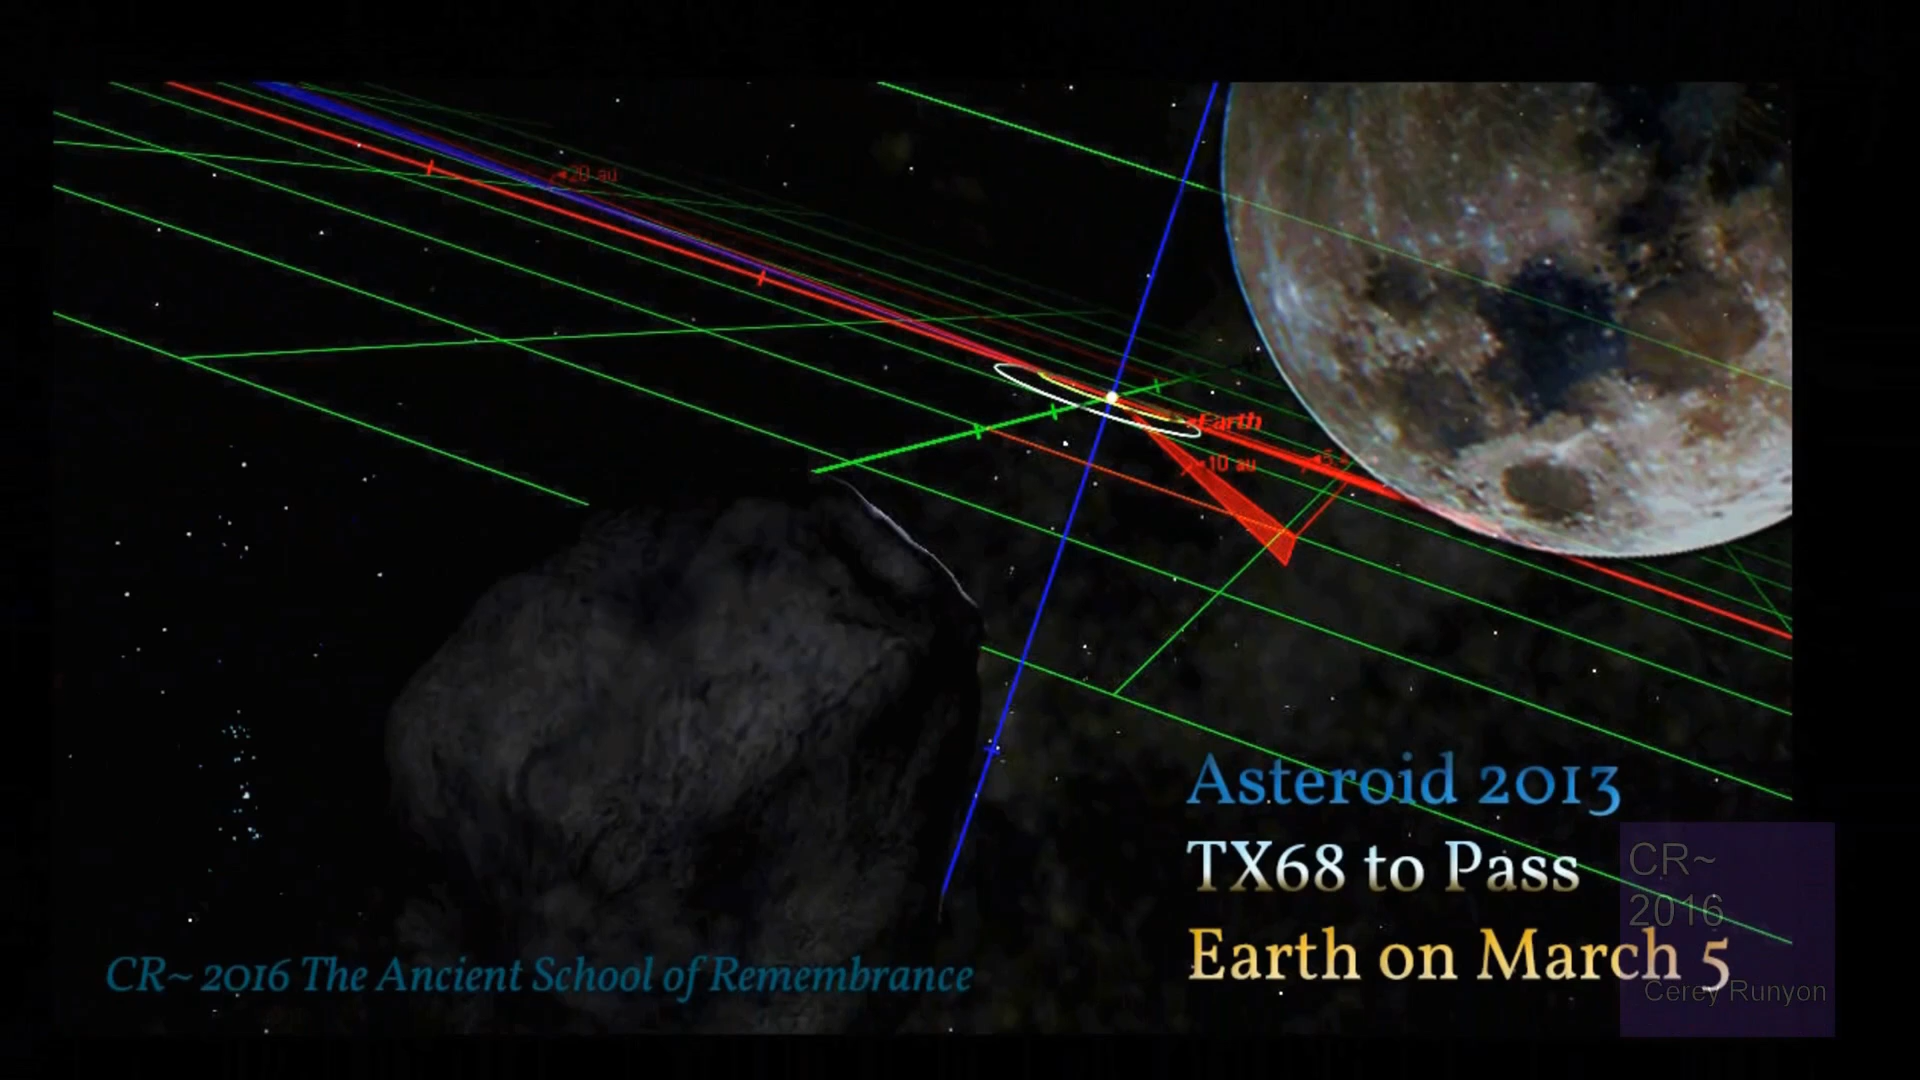 20 au
Earth
10 au
5
Asteroid 2013
TX68 to Pass
Earth on March 5
CR~
2016
Cerey Runyon
CR~ 2016 The Ancient School of Remembrance